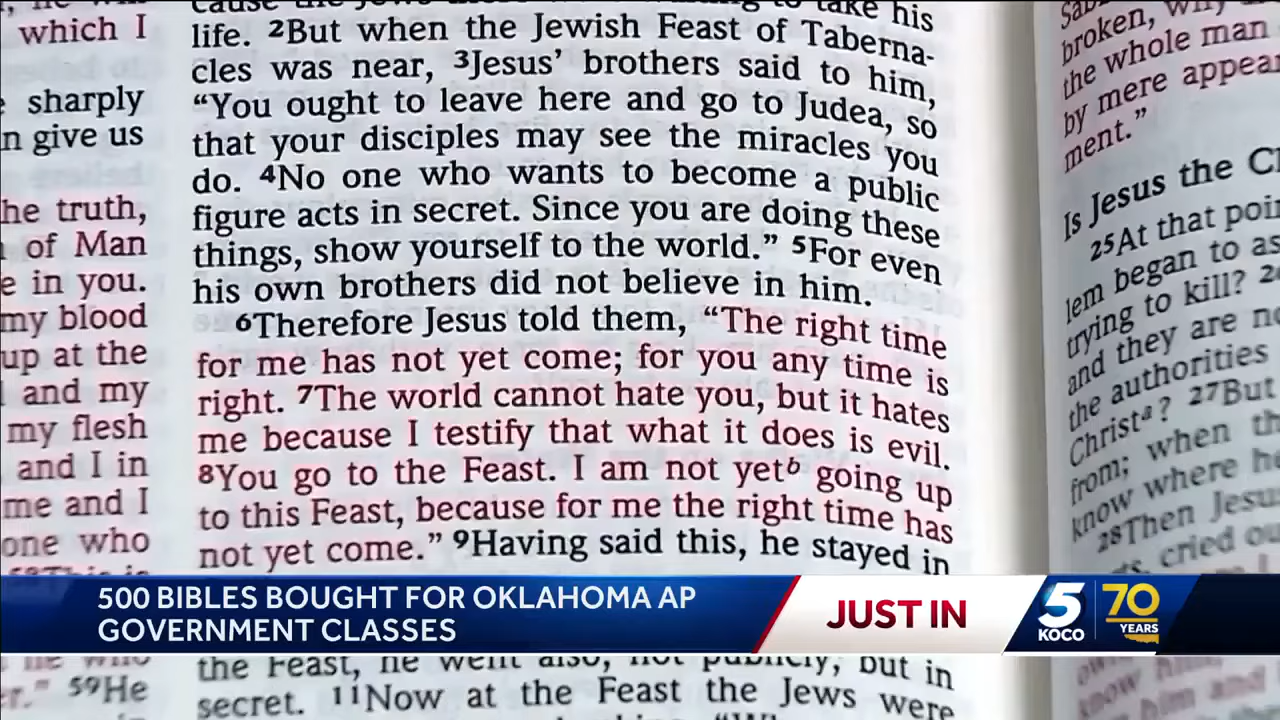 which I
sharply
n give us
he truth,
of Man
e in you.
my blood
up at the
and my
my flesh
and I in
me and I
one who
59He
take his
life. 2But when the Jewish Feast of Taberna-
cles was near, 3Jesus' brothers said to him,
"You ought to leave here and go to Judea, so
that your disciples may see the miracles you
do. 4No one who wants to become a public
figure acts in secret. Since you are doing these
things, show yourself to the world." 5For even
his own brothers did not believe in him.
6Therefore Jesus told them, "The right time
for me has not yet come; for you any time is
right. 7The world cannot hate you, but it hates
me because I testify that what it does is evil.
8You go to the Feast. I am not yetb going up
to this Feast, because for me the right time has
not yet come." 9Having said this, he stayed in
the Feast, he went also, not publicly, but in
secret. 11Now at the Feast the Jews were
broken, why
the whole man
by mere appear
ment."
Is Jesus the C
25At that poi
lem began to as
trying to kill? 2
and they are no
the authorities
Christa? 27But
from; when th
know where he
28Then Jesu
cried ou
500 BIBLES BOUGHT FOR OKLAHOMA AP
GOVERNMENT CLASSES
JUST IN
5
KOCO
70
YEARS